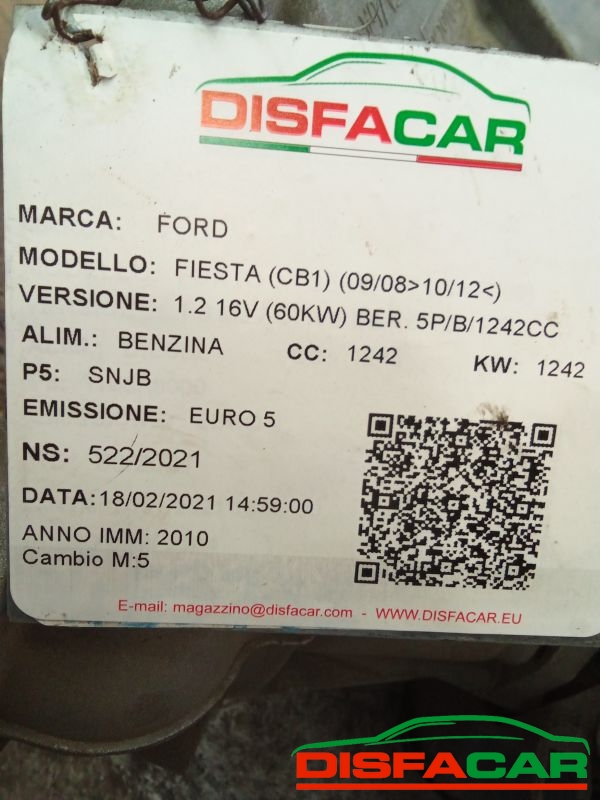 DISFACAR
MARCA: FORD
MODELLO: FIESTA (CB1) (09/08>10/12<)
VERSIONE: 1.2 16V (60KW) BER. 5P/B/1242CC
ALIM.: BENZINA CC: 1242 KW: 1242
P5: SNJB
EMISSIONE: EURO 5
NS: 522/2021
DATA:18/02/2021 14:59:00
ANNO IMM: 2010
Cambio M:5
E-mail: magazzino@disfacar.com - WWW.DISFACAR.EU
DISFACAR